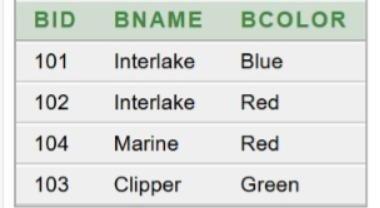 BID BNAME BCOLOR
101 Interlake Blue
102 Interlake Red
104 Marine Red
103 Clipper Green